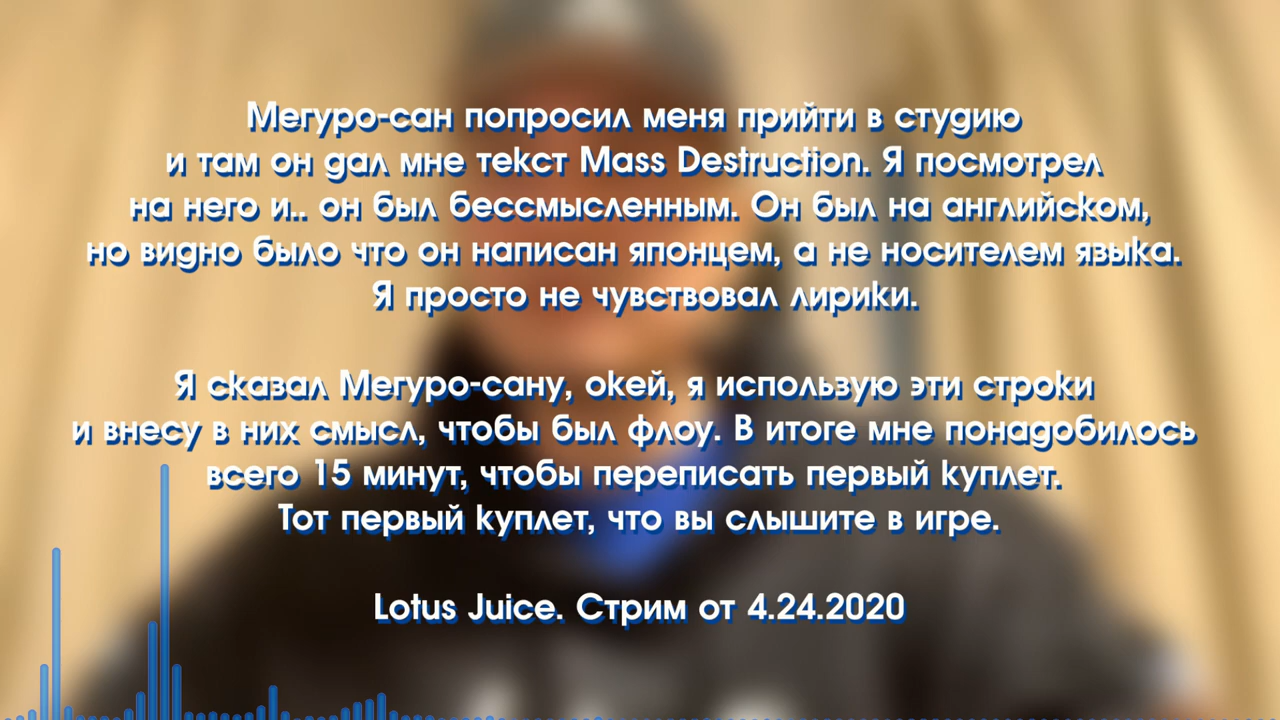 Мегуро-сан попросил меня прийти в студию
и там он дал мне текст Mass Destruction. Я посмотрел
на него и.. он был бессмысленным. Он был на английском,
но видно было что он написан японцем, а не носителем языка.
Я просто не чувствовал лирики.
Я сказал Мегуро-сану, окей, я использую эти строки
и внесу в них смысл, чтобы был флоу. В итоге мне понадобилось
всего 15 минут, чтобы переписать первый куплет.
Тот первый куплет, что вы слышите в игре.
Lotus Juice. Стрим от 4.24.2020